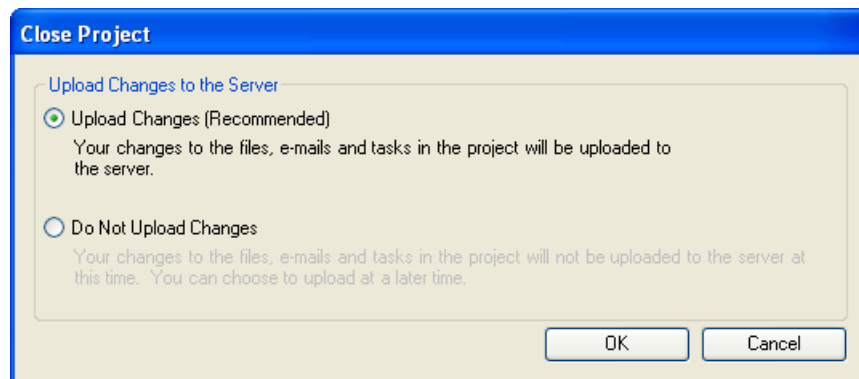 Close Project
Upload Changes to the Server
Upload Changes (Recommended)
Your changes to the files, e-mails and tasks in the project will be uploaded to
the server.
Do Not Upload Changes
Your changes to the files, e-mails and tasks in the project will not be uploaded to the server at
this time. You can choose to upload at a later time.
OK
Cancel